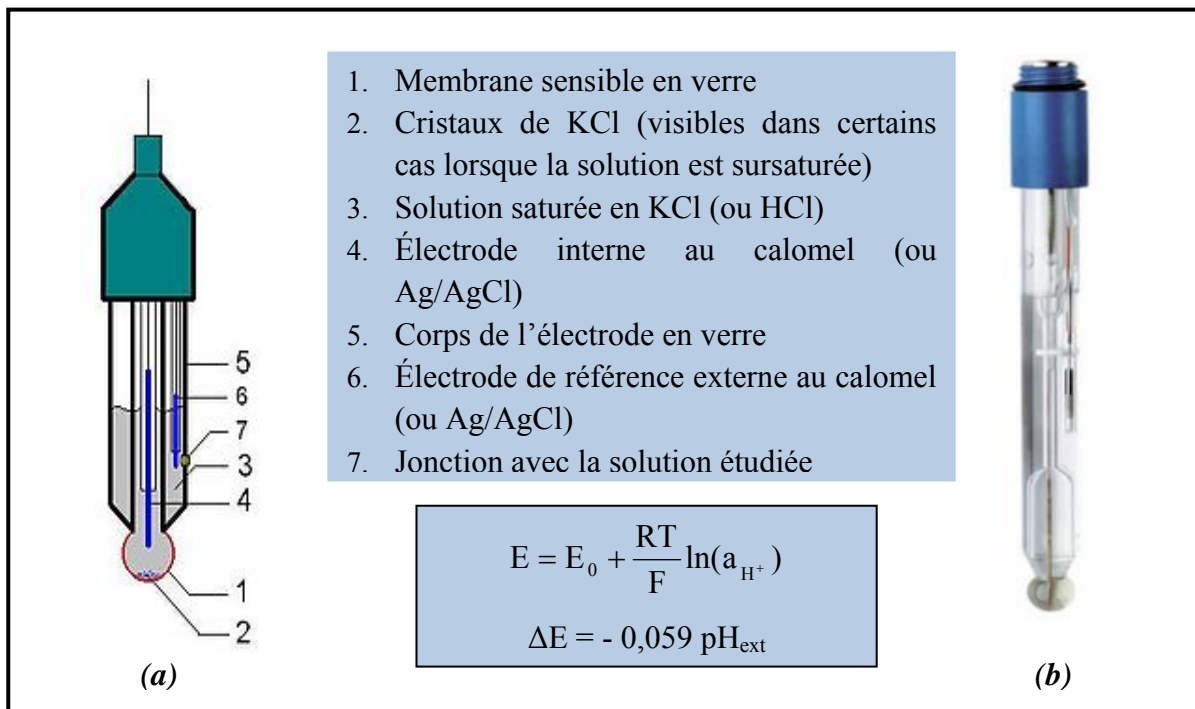 1. Membrane sensible en verre
2. Cristaux de KCl (visibles dans certains
cas lorsque la solution est sursaturée)
3. Solution saturée en KCl (ou HCl)
4. Électrode interne au calomel (ou
Ag/AgCl)
5. Corps de l’électrode en verre
6. Électrode de référence externe au calomel
(ou Ag/AgCl)
7. Jonction avec la solution étudiée
5
6
7
3
4
1
2
E = E₀ + RT/F ln(a_H⁺)
ΔE = - 0,059 pHₑₓₜ
(a)
(b)